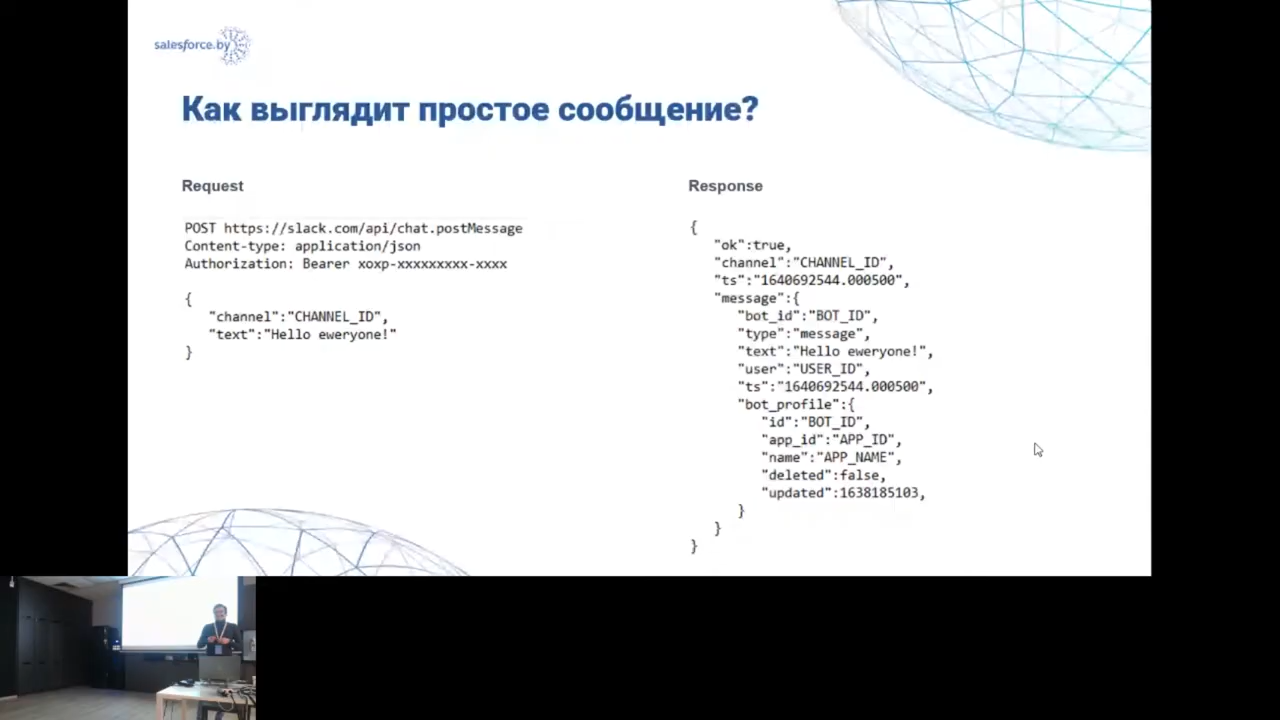 salesforce.by
Как выглядит простое сообщение?
Request
POST https://slack.com/api/chat.postMessage
Content-type: application/json
Authorization: Bearer xoxp-xxxxxxxxx-xxxx
{
"channel":"CHANNEL_ID",
"text":"Hello eweryone!"
}
Response
{
"ok":true,
"channel":"CHANNEL_ID",
"ts":"1640692544.000500",
"message":{
"bot_id":"BOT_ID",
"type":"message",
"text":"Hello eweryone!",
"user":"USER_ID",
"ts":"1640692544.000500",
"bot_profile":{
"id":"BOT_ID",
"app_id":"APP_ID",
"name":"APP_NAME",
"deleted":false,
"updated":1638185103,
}
}
}